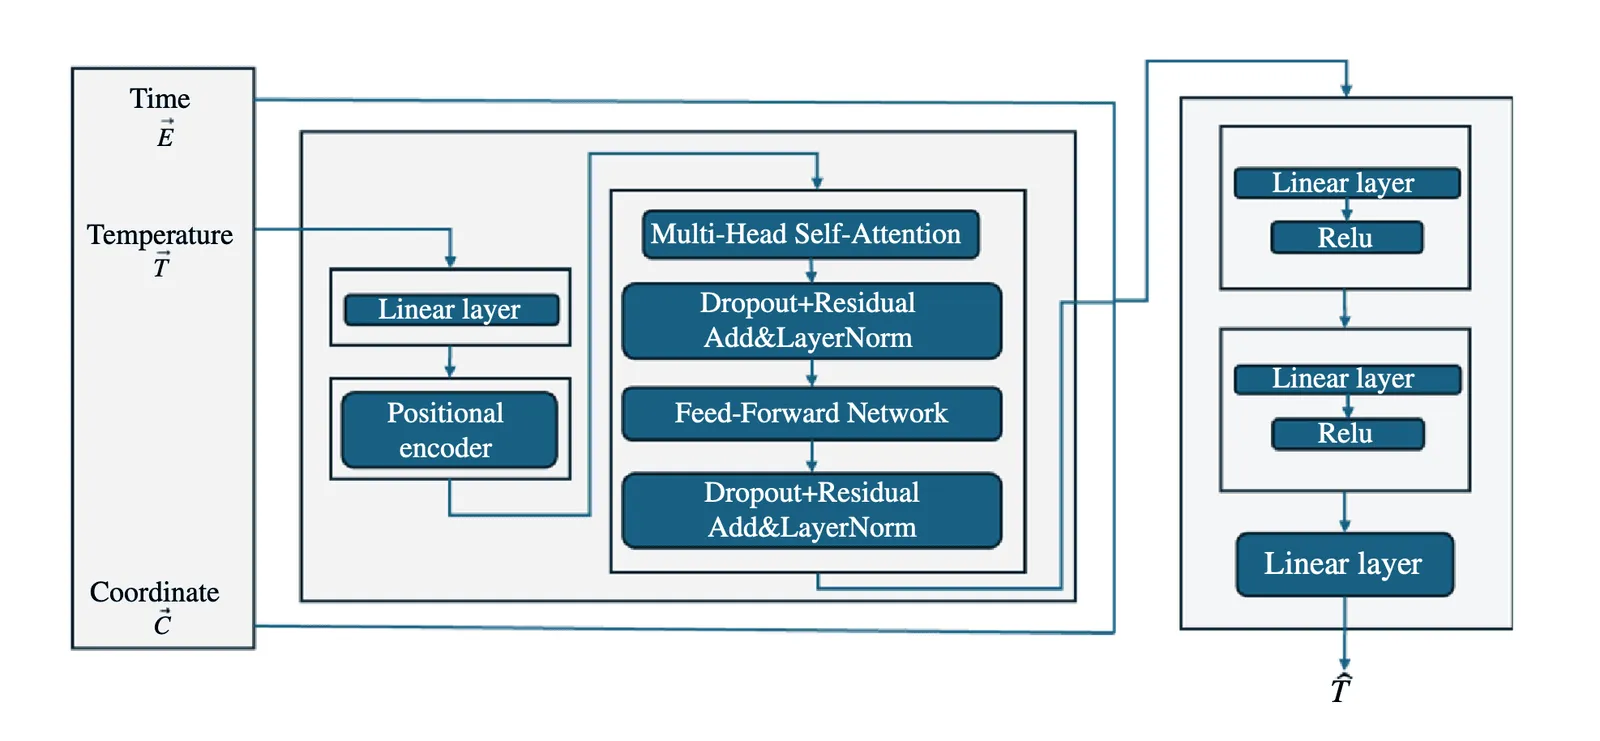 Time
E
Temperature
T
Coordinate
C
Linear layer
Positional
encoder
Multi-Head Self-Attention
Dropout+Residual
Add&LayerNorm
Feed-Forward Network
Dropout+Residual
Add&LayerNorm
Linear layer
Relu
Linear layer
Relu
Linear layer
T̂